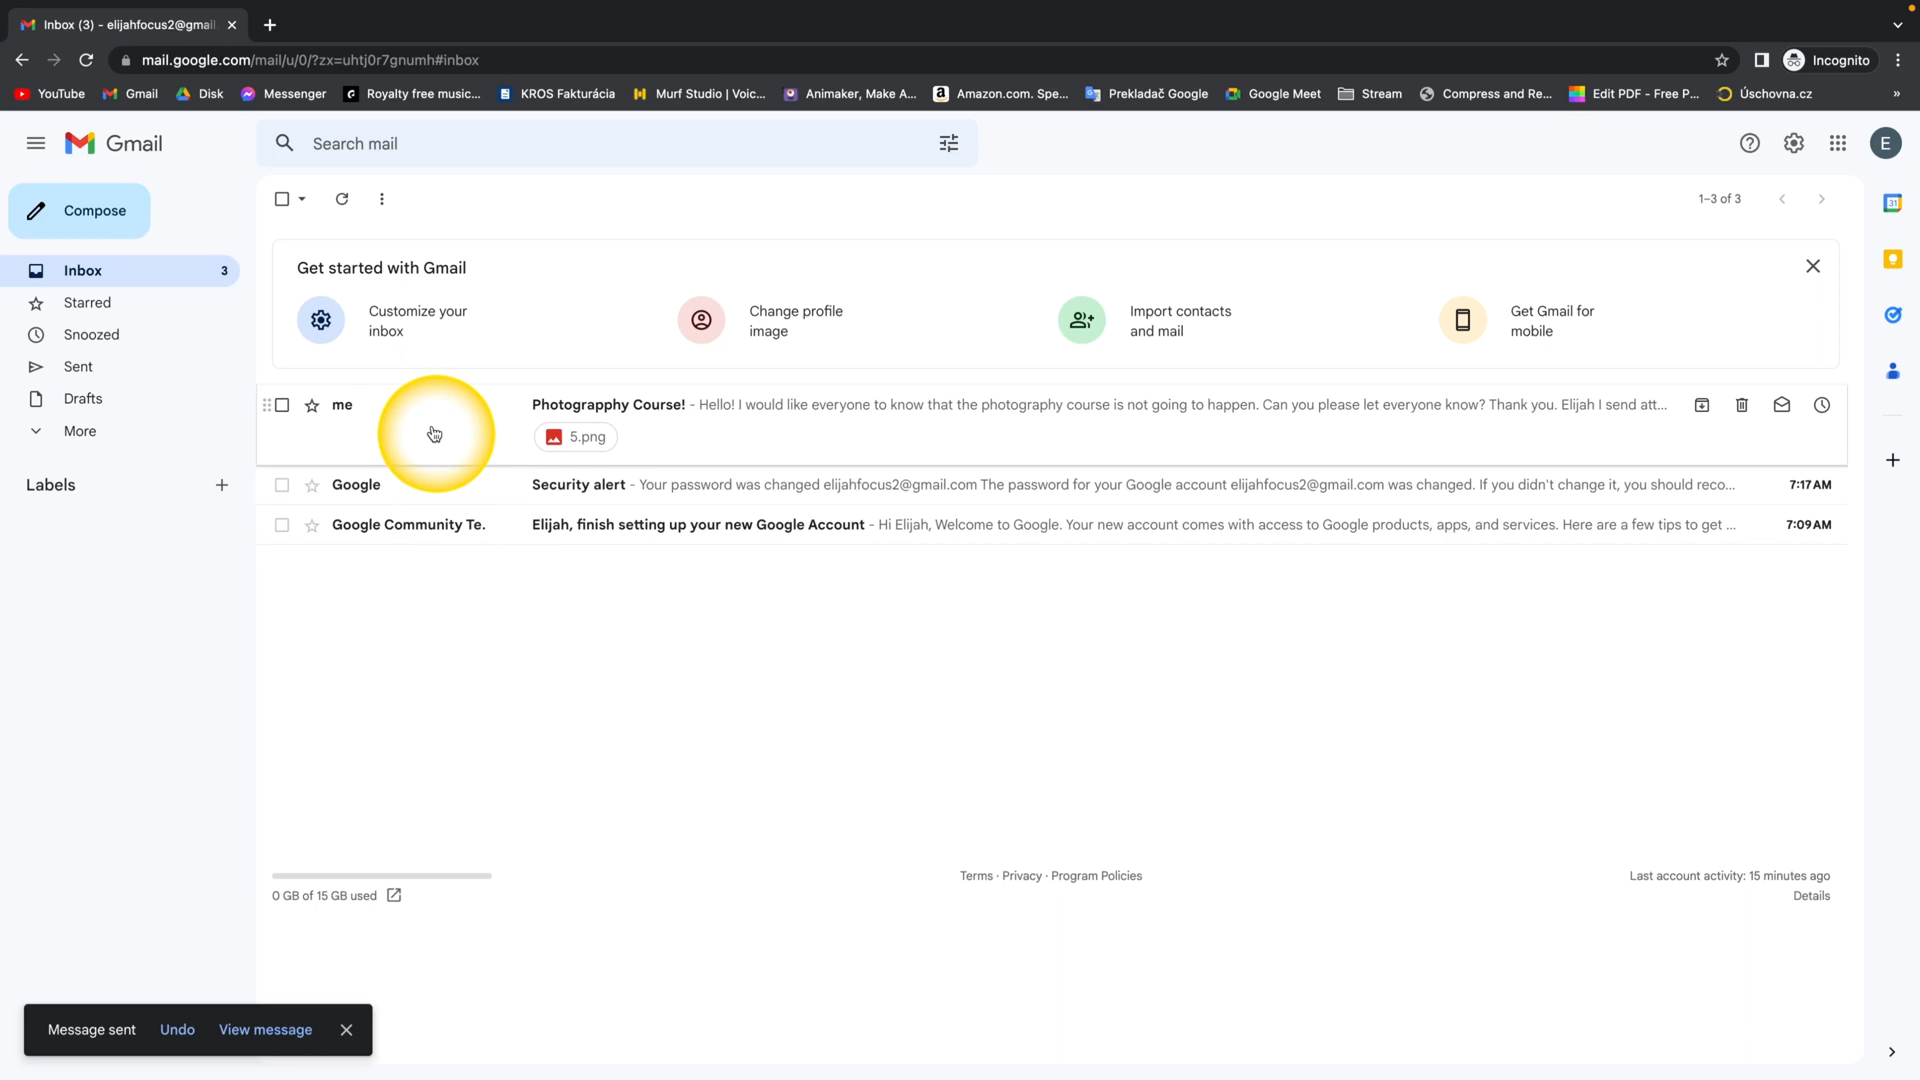 Inbox (3) - elijahfocus2@gmail.
mail.google.com/mail/u/0/?zx=uhtj0r7gnumh#inbox
Incognito
YouTube
Gmail
Disk
Messenger
Royalty free music...
KROS Fakturácia
Murf Studio | Voic...
Animaker, Make A...
Amazon.com. Spe...
Prekladač Google
Google Meet
Stream
Compress and Re...
Edit PDF - Free P...
Úschovna.cz
»
Gmail
Search mail
E
Compose
1–3 of 3
31
Get started with Gmail
Inbox 3
Starred
Snoozed
Sent
Drafts
More
Labels
Customize your
inbox
Change profile
image
Import contacts
and mail
Get Gmail for
mobile
me Photograpphy Course! - Hello! I would like everyone to know that the photography course is not going to happen. Can you please let everyone know? Thank you. Elijah I send att...
5.png
Google Security alert - Your password was changed elijahfocus2@gmail.com The password for your Google account elijahfocus2@gmail.com was changed. If you didn't change it, you should reco... 7:17 AM
Google Community Te. Elijah, finish setting up your new Google Account - Hi Elijah, Welcome to Google. Your new account comes with access to Google products, apps, and services. Here are a few tips to get ... 7:09 AM
0 GB of 15 GB used
Terms · Privacy · Program Policies
Last account activity: 15 minutes ago
Details
Message sent Undo View message